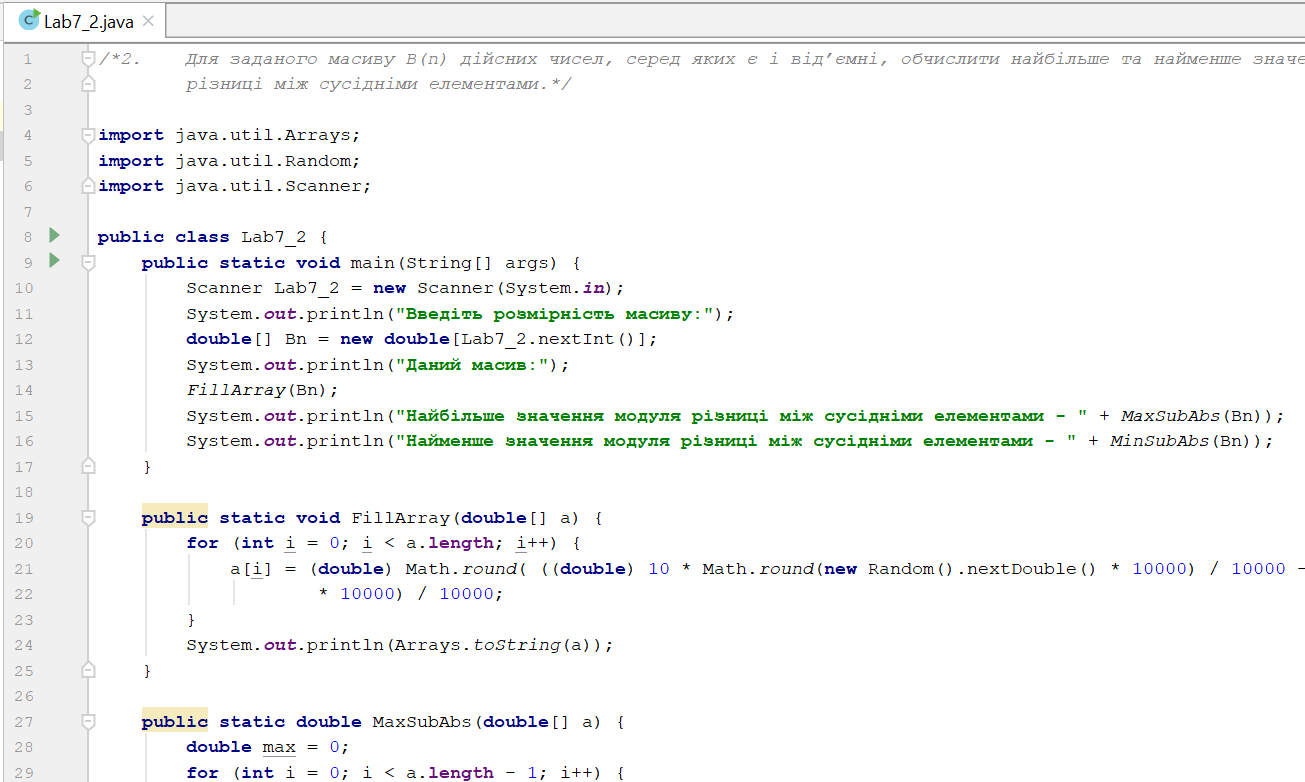 Lab7_2.java
1 /*2. Для заданого масиву B(n) дійсних чисел, серед яких є і від’ємні, обчислити найбільше та найменше
2 різниці між сусідніми елементами.*/
3
4 import java.util.Arrays;
5 import java.util.Random;
6 import java.util.Scanner;
7
8 public class Lab7_2 {
9 public static void main(String[] args) {
10 Scanner Lab7_2 = new Scanner(System.in);
11 System.out.println("Введіть розмірність масиву:");
12 double[] Bn = new double[Lab7_2.nextInt()];
13 System.out.println("Даний масив:");
14 FillArray(Bn);
15 System.out.println("Найбільше значення модуля різниці між сусідніми елементами - " + MaxSubAbs(Bn));
16 System.out.println("Найменше значення модуля різниці між сусідніми елементами - " + MinSubAbs(Bn));
17 }
18
19 public static void FillArray(double[] a) {
20 for (int i = 0; i < a.length; i++) {
21 a[i] = (double) Math.round( ((double) 10 * Math.round(new Random().nextDouble() * 10000) / 10000 -
22 * 10000) / 10000;
23 }
24 System.out.println(Arrays.toString(a));
25 }
26
27 public static double MaxSubAbs(double[] a) {
28 double max = 0;
29 for (int i = 0; i < a.length - 1; i++) {